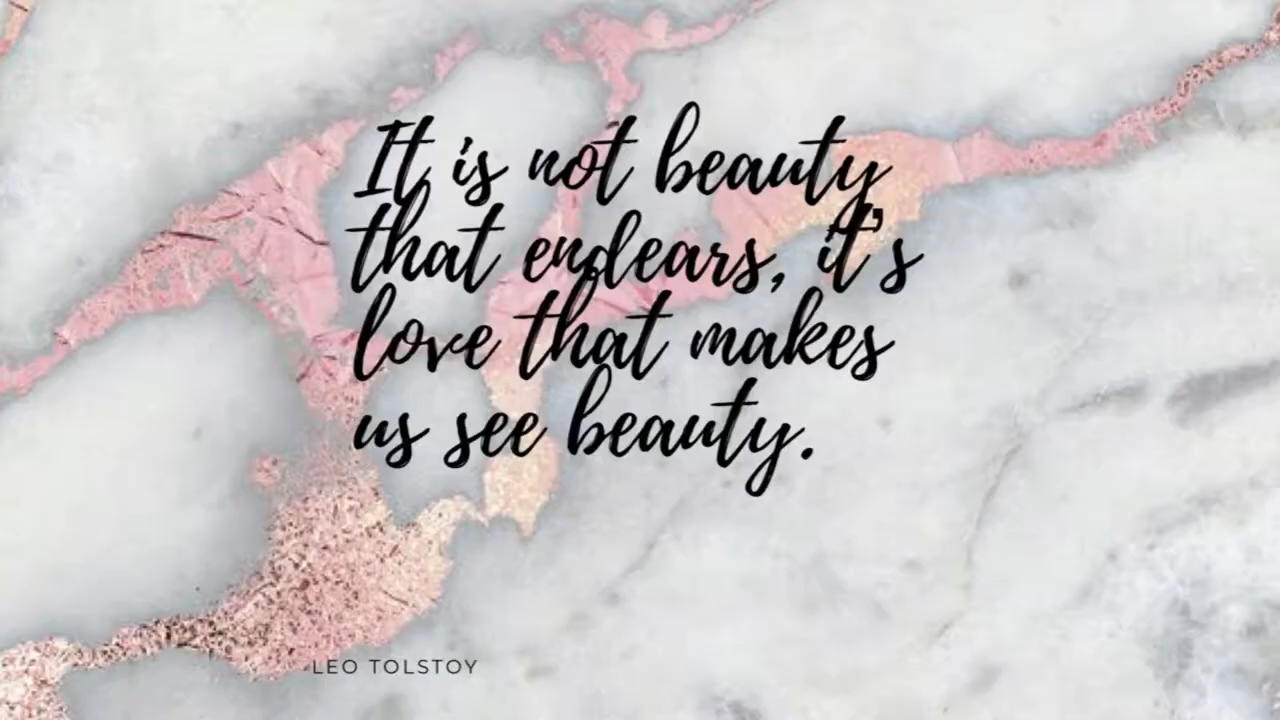 It is not beauty
that endears, it's
love that makes
us see beauty.
LEO TOLSTOY